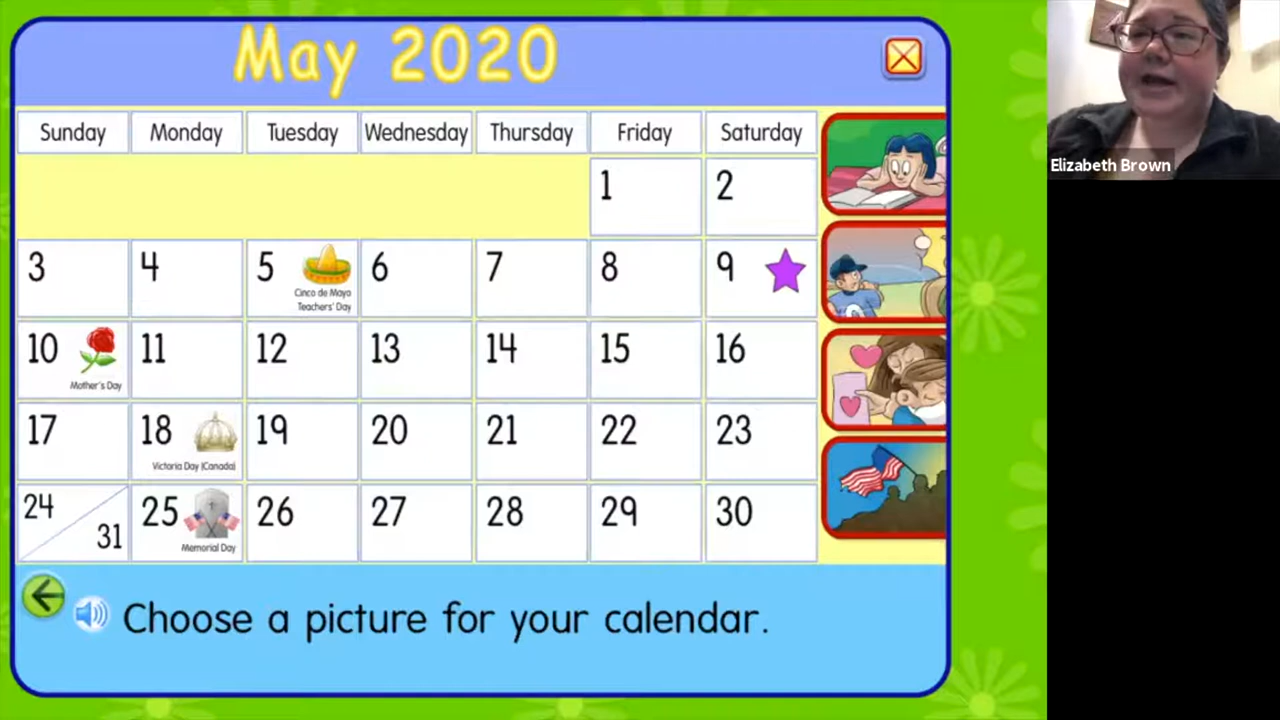 May 2020
Sunday Monday Tuesday Wednesday Thursday Friday Saturday
1 2
3 4 5 6 7 8 9
Cinco de Mayo
Teachers' Day
10 11 12 13 14 15 16
Mother's Day
17 18 19 20 21 22 23
Victoria Day (Canada)
24 31 25 26 27 28 29 30
Memorial Day
Choose a picture for your calendar.
Elizabeth Brown